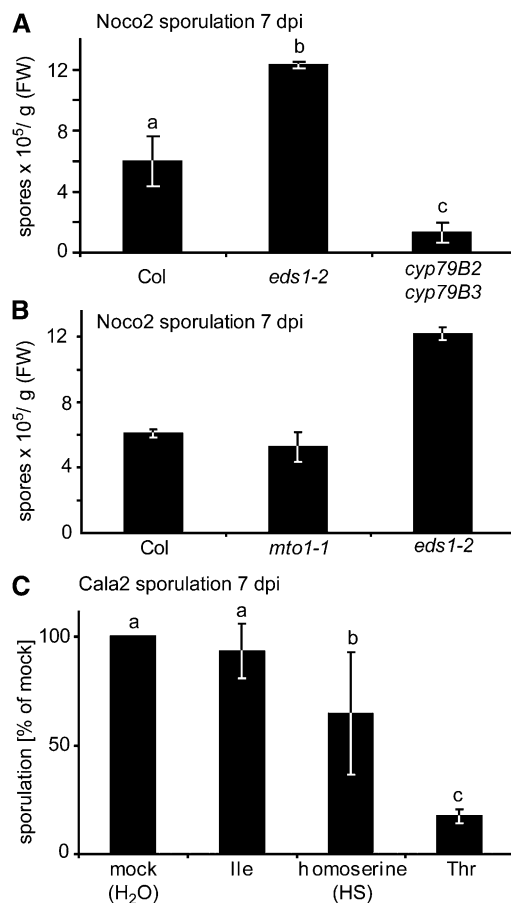 A Noco2 sporulation 7 dpi
spores x 10⁵/ g (FW)
12
8
4
0
a
b
c
Col
eds1-2
cyp79B2
cyp79B3
B Noco2 sporulation 7 dpi
spores x 10⁵/ g (FW)
12
8
4
0
Col
mto1-1
eds1-2
C Cala2 sporulation 7 dpi
sporulation [% of mock]
100
50
0
a
a
b
c
mock
(H₂O)
Ile
homoserine
(HS)
Thr